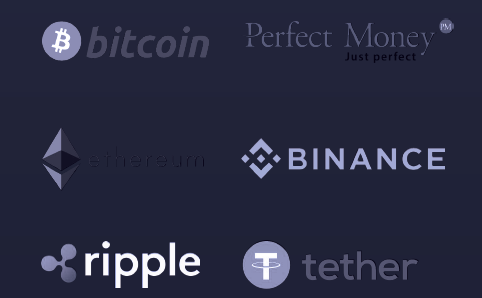 bitcoin
Perfect Money PM
Just perfect
ethereum
BINANCE
ripple
tether